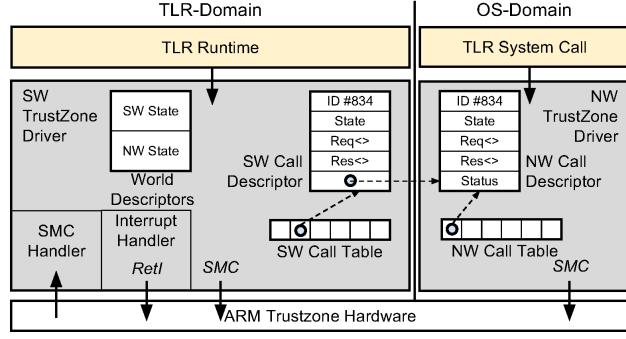 TLR-Domain
OS-Domain
TLR Runtime
TLR System Call
SW
TrustZone
Driver
SW State
NW State
World
Descriptors
SW Call
Descriptor
ID #834
State
Req<>
Res<>
SW Call Table
SMC
Handler
Interrupt
Handler
RetI
SMC
ID #834
State
Req<>
Res<>
Status
NW
TrustZone
Driver
NW Call
Descriptor
NW Call Table
SMC
ARM Trustzone Hardware